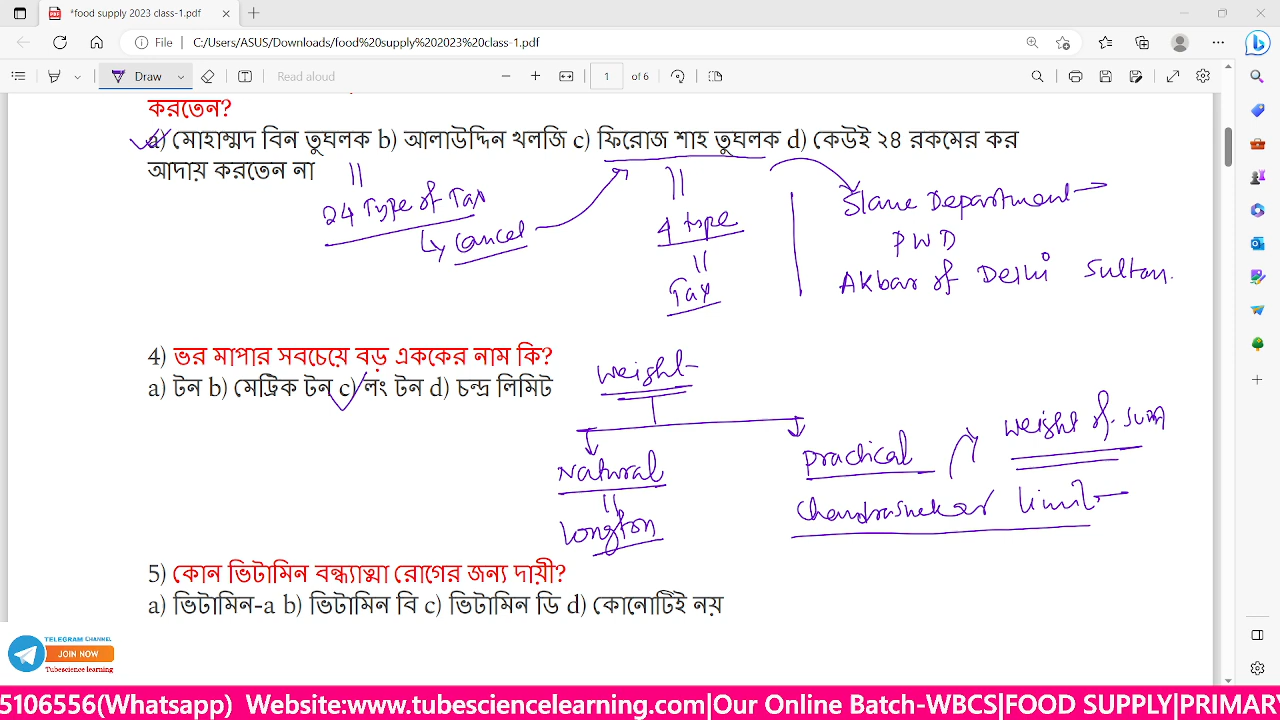 *food supply 2023 class-1.pdf
File C:/Users/ASUS/Downloads/food%20supply%202023%20class-1.pdf
Draw Read aloud 1 of 6
করতেন?
a) মোহাম্মদ বিন তুঘলক b) আলাউদ্দিন খলজি c) ফিরোজ শাহ তুঘলক d) কেউই ২৪ রকমের কর
আদায় করতেন না
24 Type of Tax
Cancel
4 type
Tax
Slave Department
PWD
Akbar of Delhi Sultan.
4) ভর মাপার সবচেয়ে বড় এককের নাম কি?
a) টন b) মেট্রিক টন c) লং টন d) চন্দ্র লিমিট
Weight
Natural
Longton
Practical
Weight of sun
Chandrashekar limit
5) কোন ভিটামিন বন্ধ্যাত্মা রোগের জন্য দায়ী?
a) ভিটামিন-a b) ভিটামিন বি c) ভিটামিন ডি d) কোনোটিই নয়
TELEGRAM CHANNEL
JOIN NOW
Tubescience learning
5106556(Whatsapp) Website:www.tubesciencelearning.com|Our Online Batch-WBCS|FOOD SUPPLY|PRIMAR